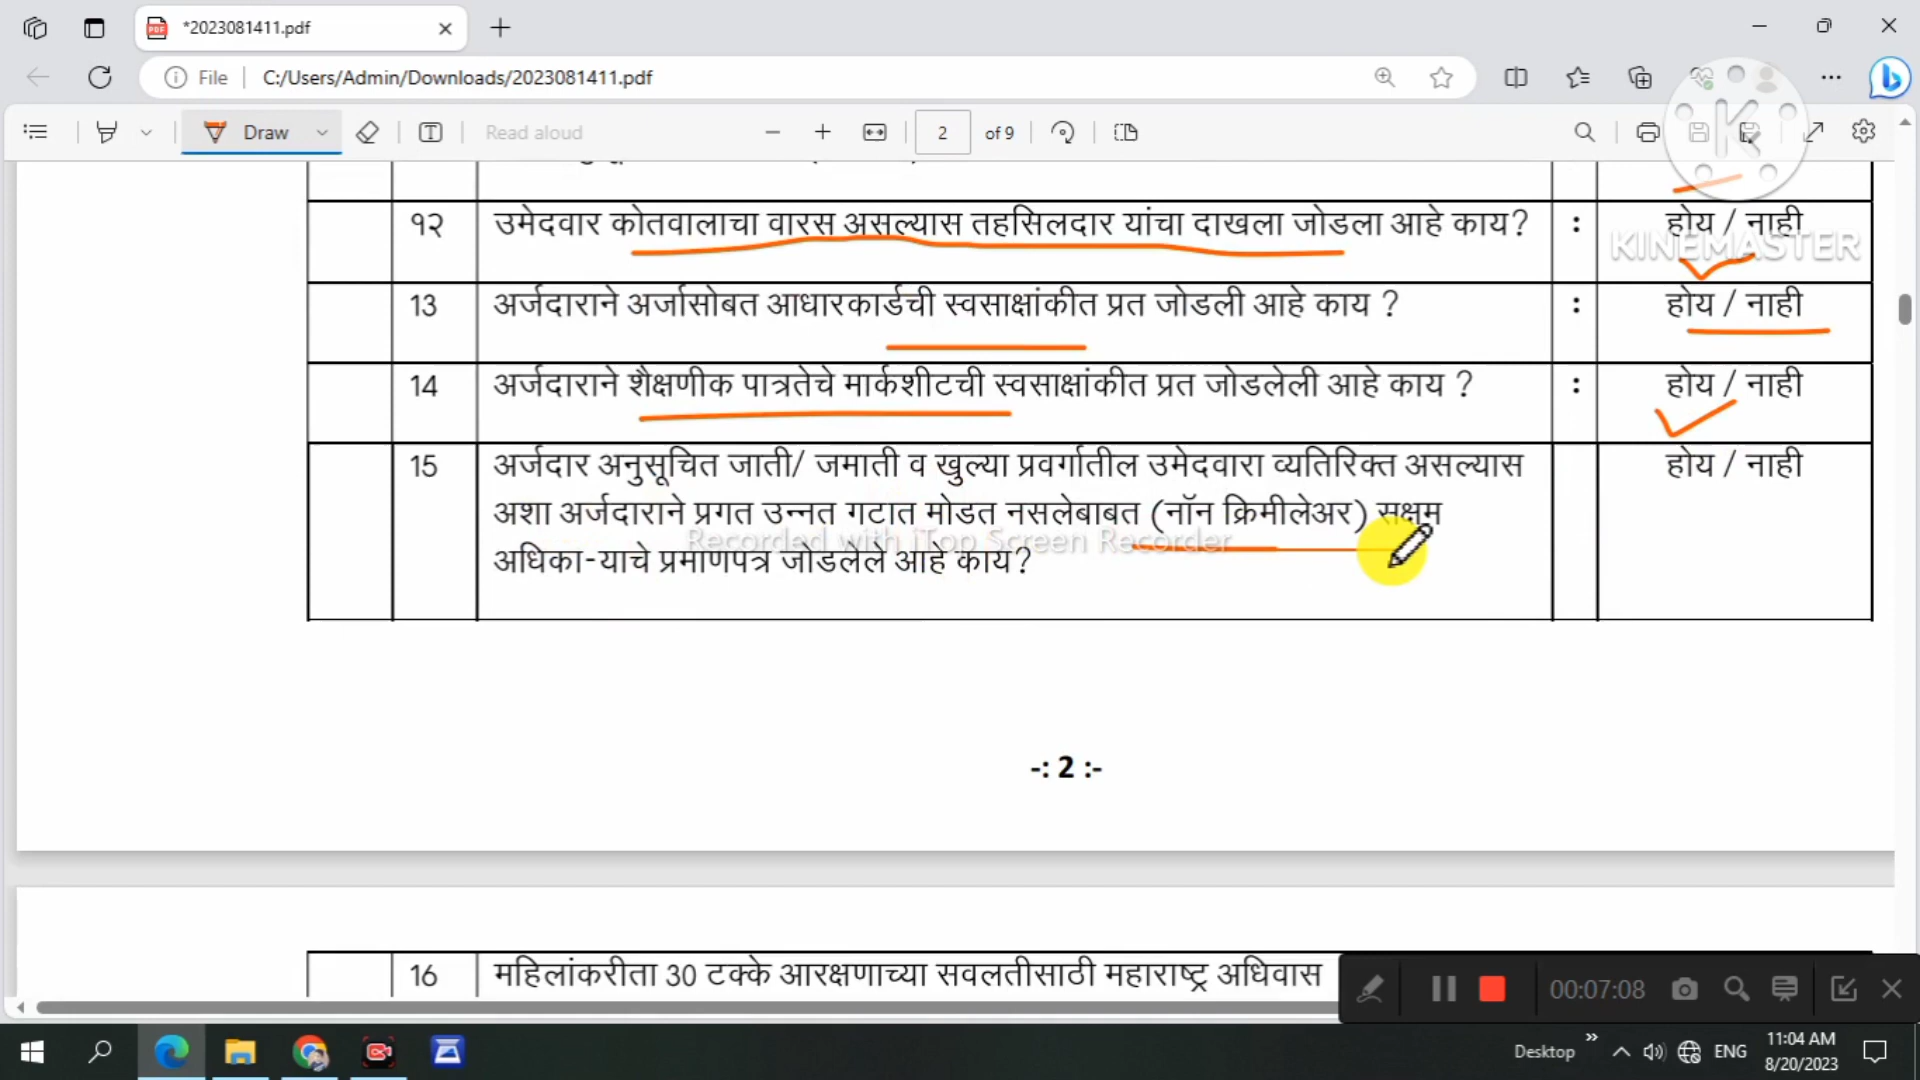 *2023081411.pdf
File C:/Users/Admin/Downloads/2023081411.pdf
Draw Read aloud 2 of 9
१२ उमेदवार कोतवालाचा वारस असल्यास तहसिलदार यांचा दाखला जोडला आहे काय? : होय / नाही
KINEMASTER
13 अर्जदाराने अर्जासोबत आधारकार्डची स्वसाक्षांकीत प्रत जोडली आहे काय ? : होय / नाही
14 अर्जदाराने शैक्षणीक पात्रतेचे मार्कशीटची स्वसाक्षांकीत प्रत जोडलेली आहे काय ? : होय / नाही
15 अर्जदार अनुसूचित जाती/ जमाती व खुल्या प्रवर्गातील उमेदवारा व्यतिरिक्त असल्यास होय / नाही
अशा अर्जदाराने प्रगत उन्नत गटात मोडत नसलेबाबत (नॉन क्रिमीलेअर) सक्षम
Recorded with iTop Screen Recorder
अधिका-याचे प्रमाणपत्र जोडलेले आहे काय?
-: 2 :-
16 महिलांकरीता 30 टक्के आरक्षणाच्या सवलतीसाठी महाराष्ट्र अधिवास
00:07:08
Desktop ENG 11:04 AM
8/20/2023